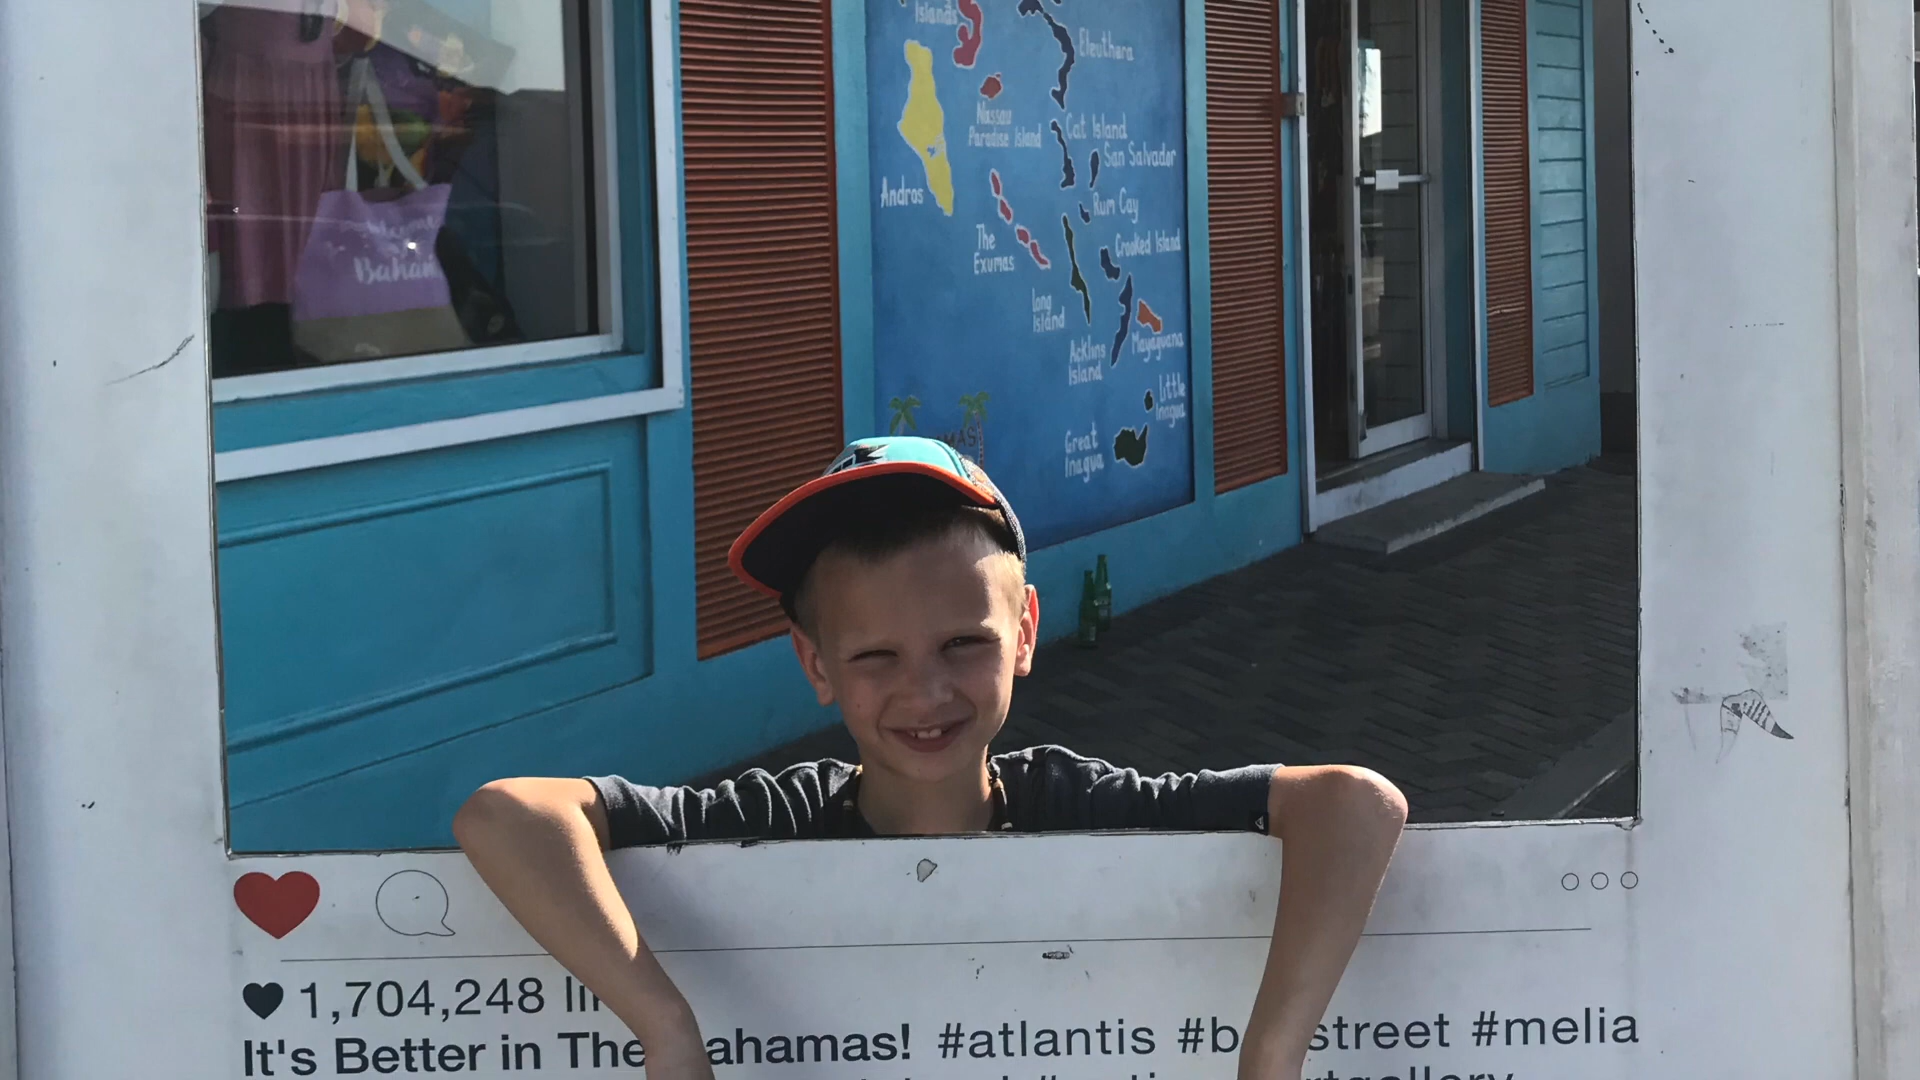 Islands
Eleuthera
Nassau
Paradise Island
Cat Island
San Salvador
Andros
Rum Cay
The
Exumas
Crooked Island
Long
Island
Acklins
Island
Mayaguana
Little
Inagua
Great
Inagua
1,704,248
It's Better in The ahamas! #atlantis #b street #melia